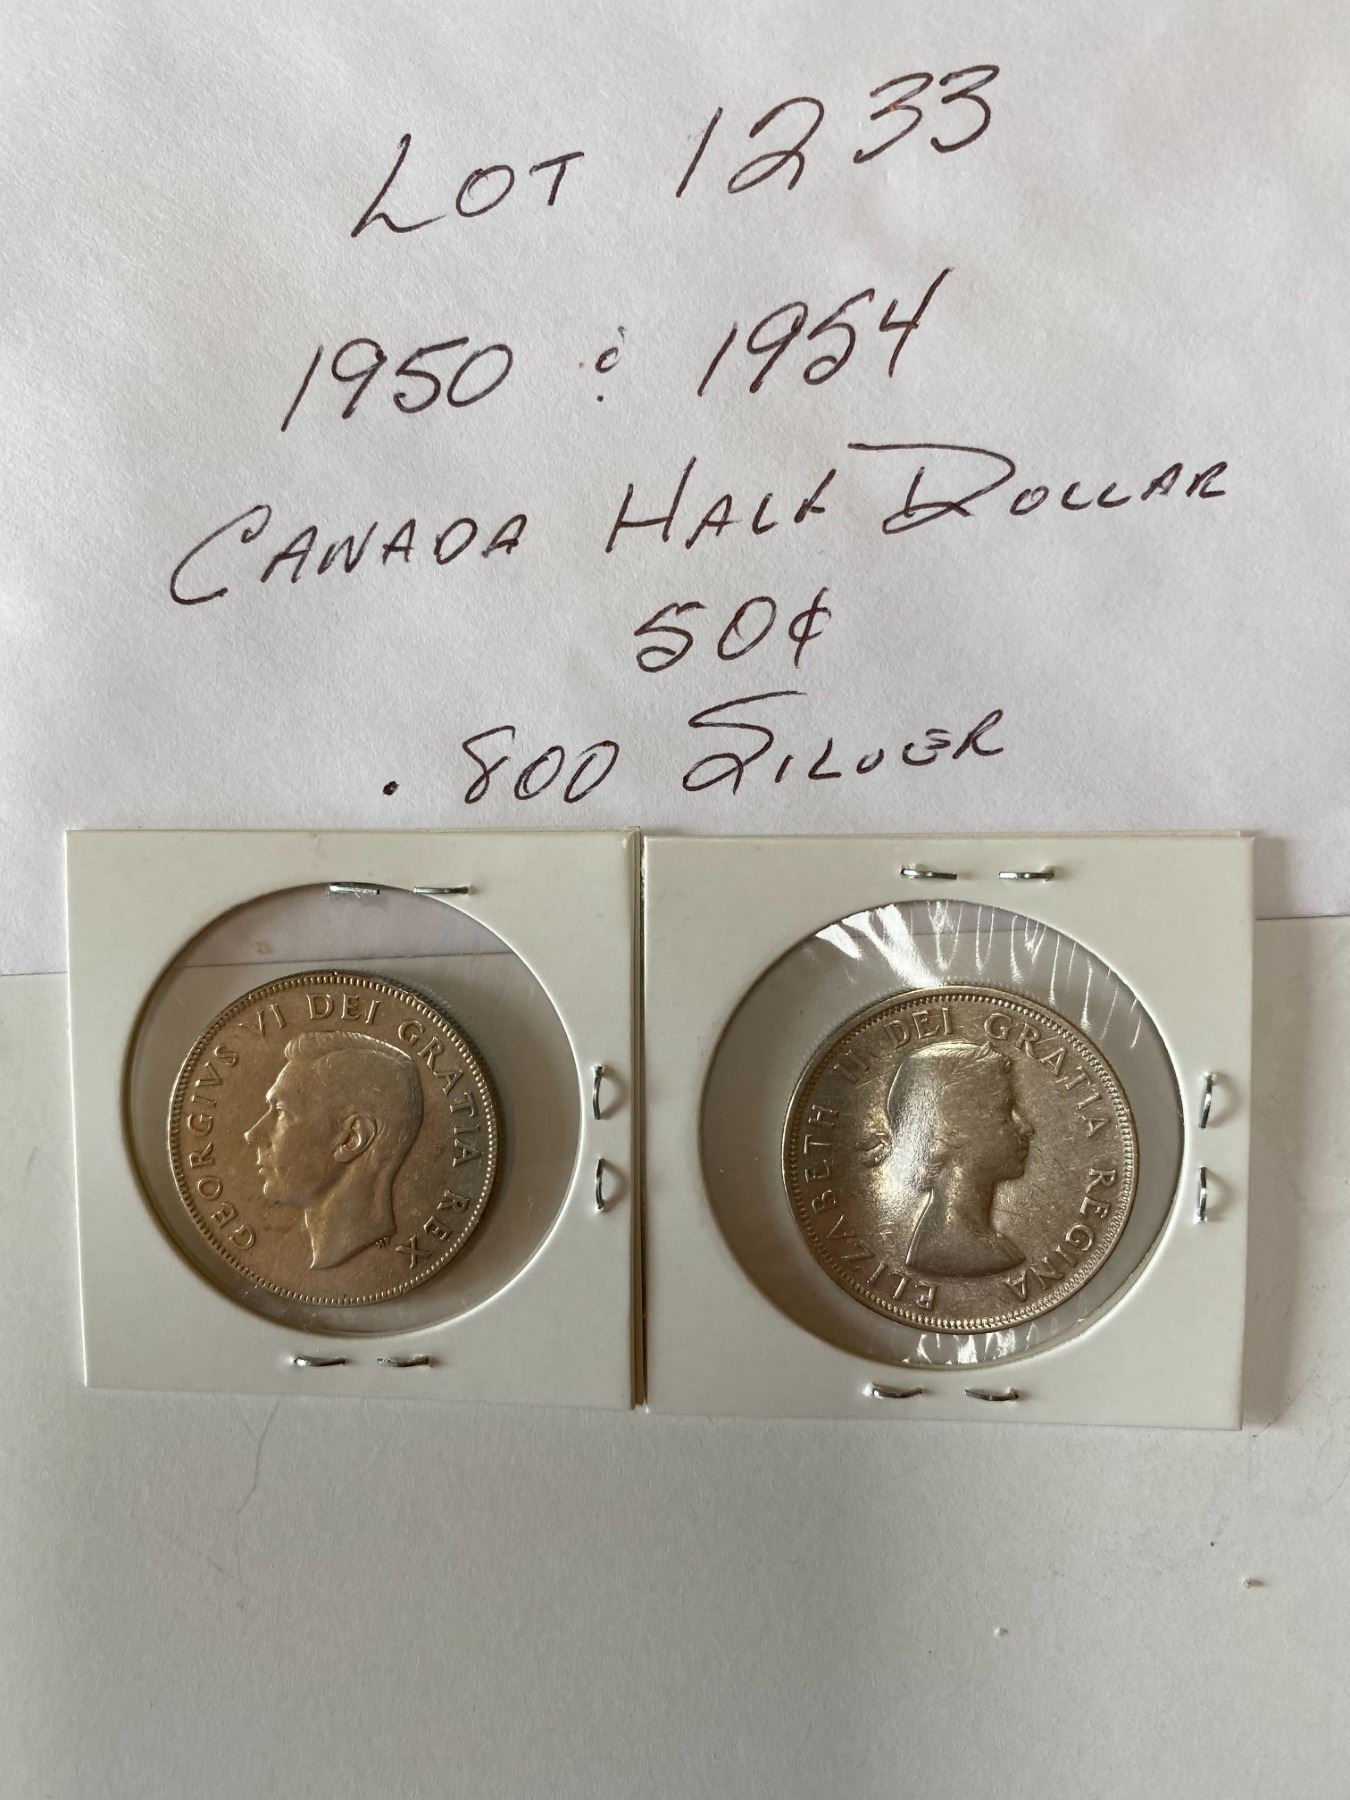 LOT 1233
1950 & 1954
CANADA HALF DOLLAR
50¢
.800 SILVER
GEORGIVS VI DEI GRATIA REX
HP
ELIZABETH II DEI GRATIA REGINA